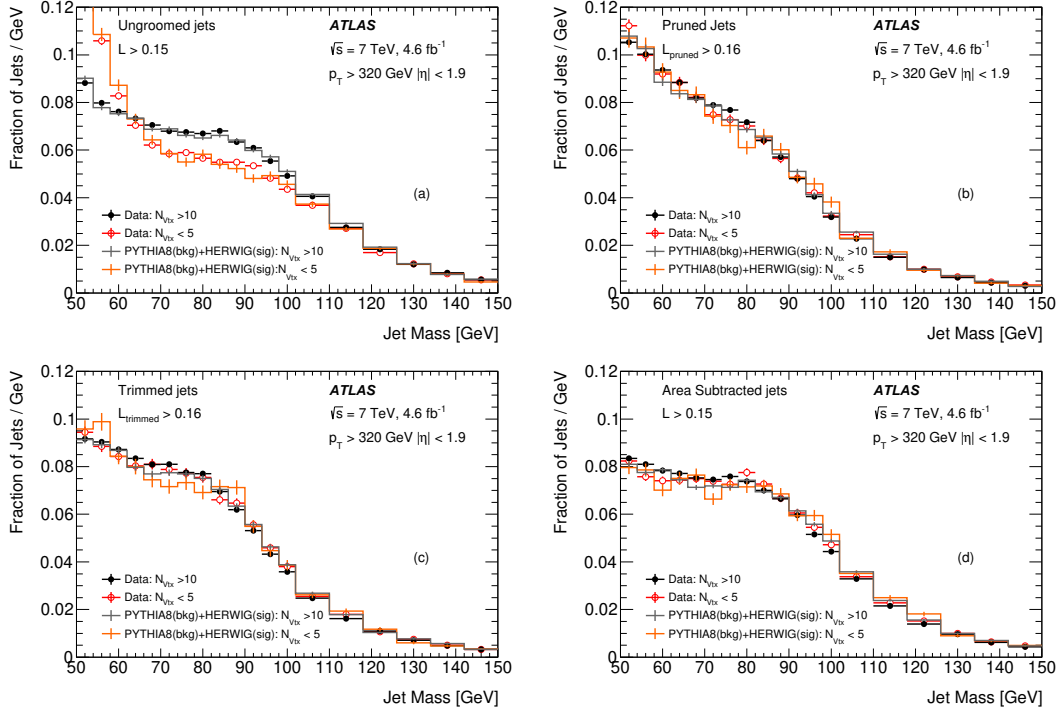 Fraction of Jets / GeV
0.12
0.1
0.08
0.06
0.04
0.02
0
Ungroomed jets
L > 0.15
ATLAS
√s = 7 TeV, 4.6 fb⁻¹
p_T > 320 GeV |η| < 1.9
(a)
Data: N_Vtx >10
Data: N_Vtx < 5
PYTHIA8(bkg)+HERWIG(sig): N_Vtx >10
PYTHIA8(bkg)+HERWIG(sig):N_Vtx < 5
50 60 70 80 90 100 110 120 130 140 150
Jet Mass [GeV]
Fraction of Jets / GeV
0.12
0.1
0.08
0.06
0.04
0.02
0
Pruned Jets
L_pruned > 0.16
ATLAS
√s = 7 TeV, 4.6 fb⁻¹
p_T > 320 GeV |η| < 1.9
(b)
Data: N_Vtx >10
Data: N_Vtx < 5
PYTHIA8(bkg)+HERWIG(sig): N_Vtx >10
PYTHIA8(bkg)+HERWIG(sig): N_Vtx < 5
50 60 70 80 90 100 110 120 130 140 150
Jet Mass [GeV]
Fraction of Jets / GeV
0.12
0.1
0.08
0.06
0.04
0.02
0
Trimmed jets
L_trimmed > 0.16
ATLAS
√s = 7 TeV, 4.6 fb⁻¹
p_T > 320 GeV |η| < 1.9
(c)
Data: N_Vtx >10
Data: N_Vtx < 5
PYTHIA8(bkg)+HERWIG(sig): N_Vtx >10
PYTHIA8(bkg)+HERWIG(sig): N_Vtx < 5
50 60 70 80 90 100 110 120 130 140 150
Jet Mass [GeV]
Fraction of Jets / GeV
0.12
0.1
0.08
0.06
0.04
0.02
0
Area Subtracted jets
L > 0.15
ATLAS
√s = 7 TeV, 4.6 fb⁻¹
p_T > 320 GeV |η| < 1.9
(d)
Data: N_Vtx >10
Data: N_Vtx < 5
PYTHIA8(bkg)+HERWIG(sig): N_Vtx >10
PYTHIA8(bkg)+HERWIG(sig): N_Vtx < 5
50 60 70 80 90 100 110 120 130 140 150
Jet Mass [GeV]